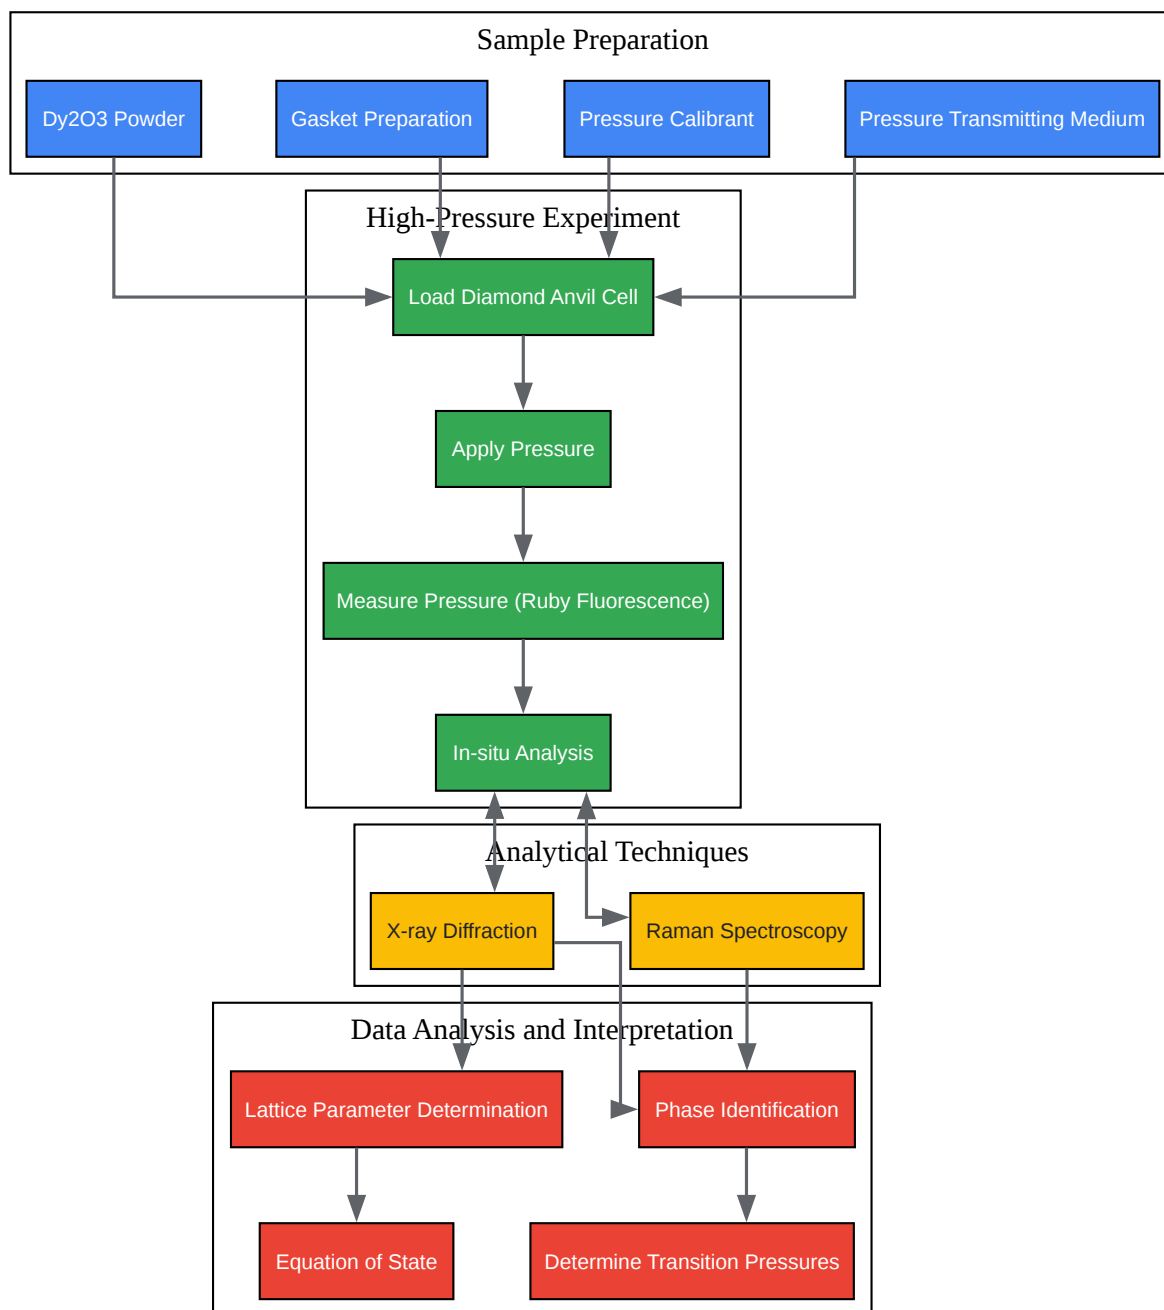 Sample Preparation
Dy2O3 Powder
Gasket Preparation
Pressure Calibrant
Pressure Transmitting Medium
High-Pressure Experiment
Load Diamond Anvil Cell
Apply Pressure
Measure Pressure (Ruby Fluorescence)
In-situ Analysis
Analytical Techniques
X-ray Diffraction
Raman Spectroscopy
Data Analysis and Interpretation
Lattice Parameter Determination
Phase Identification
Equation of State
Determine Transition Pressures